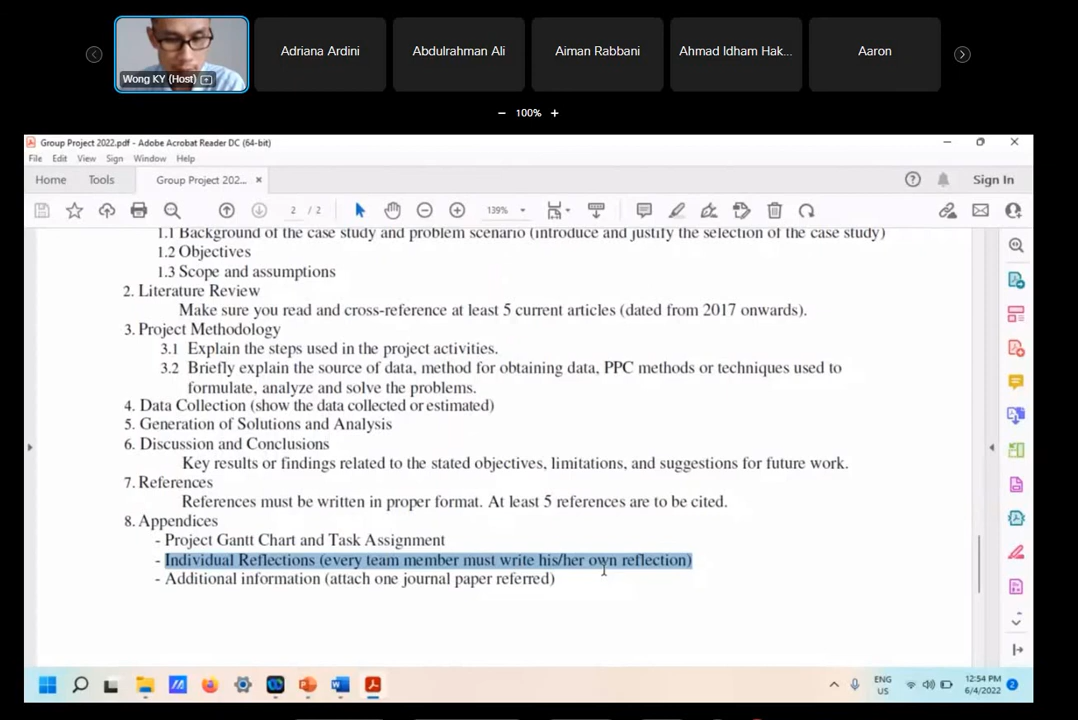 Adriana Ardini
Abdulrahman Ali
Aiman Rabbani
Ahmad Idham Hak...
Aaron
Wong KY (Host)
100%
Group Project 2022.pdf - Adobe Acrobat Reader DC (64-bit)
File Edit View Sign Window Help
Home Tools Group Project 202... Sign In
2 / 2 139%
1.1 Background of the case study and problem scenario (introduce and justify the selection of the case study)
1.2 Objectives
1.3 Scope and assumptions
2. Literature Review
Make sure you read and cross-reference at least 5 current articles (dated from 2017 onwards).
3. Project Methodology
3.1 Explain the steps used in the project activities.
3.2 Briefly explain the source of data, method for obtaining data, PPC methods or techniques used to
formulate, analyze and solve the problems.
4. Data Collection (show the data collected or estimated)
5. Generation of Solutions and Analysis
6. Discussion and Conclusions
Key results or findings related to the stated objectives, limitations, and suggestions for future work.
7. References
References must be written in proper format. At least 5 references are to be cited.
8. Appendices
- Project Gantt Chart and Task Assignment
- Individual Reflections (every team member must write his/her own reflection)
- Additional information (attach one journal paper referred)
ENG
US
12:54 PM
6/4/2022
2